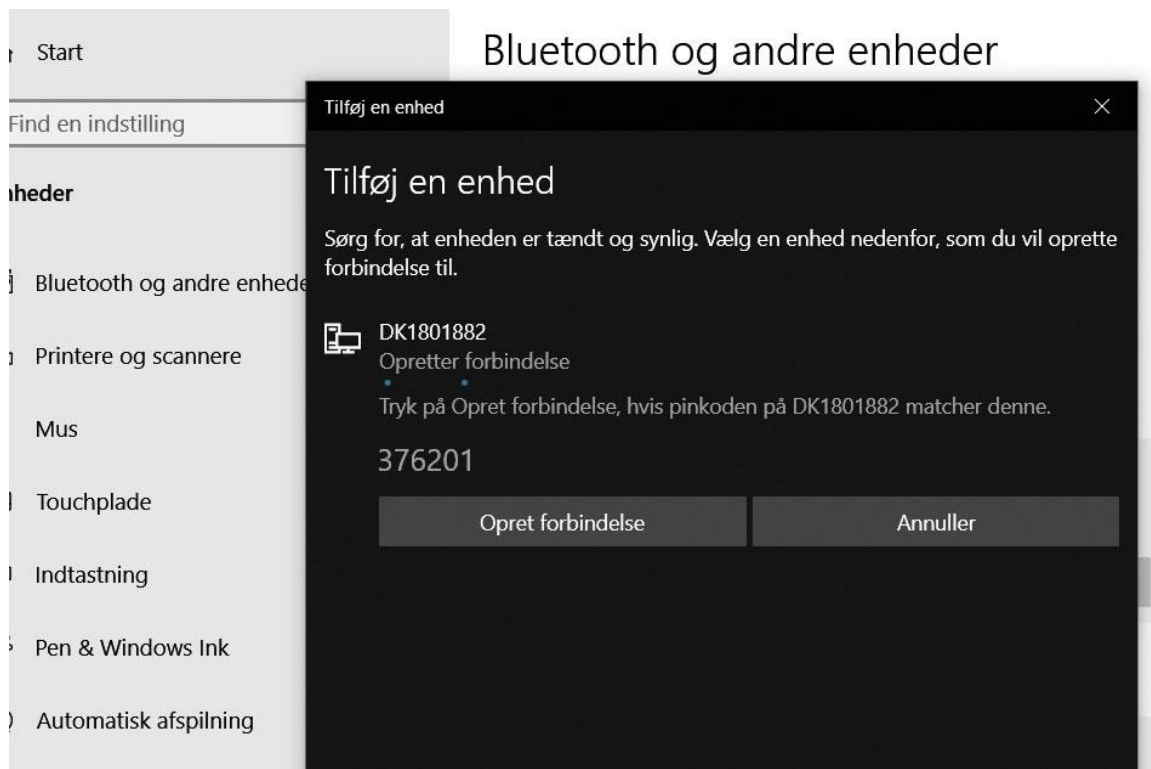 Start
Bluetooth og andre enheder
Find en indstilling
Tilføj en enhed
Tilføj en enhed
Sørg for, at enheden er tændt og synlig. Vælg en enhed nedenfor, som du vil oprette
forbindelse til.
DK1801882
Opretter forbindelse
Tryk på Opret forbindelse, hvis pinkoden på DK1801882 matcher denne.
376201
Opret forbindelse
Annuller
Bluetooth og andre
Printere og scannere
Mus
Touchplade
Indtastning
Pen & Windows Ink
Automatisk afspilning